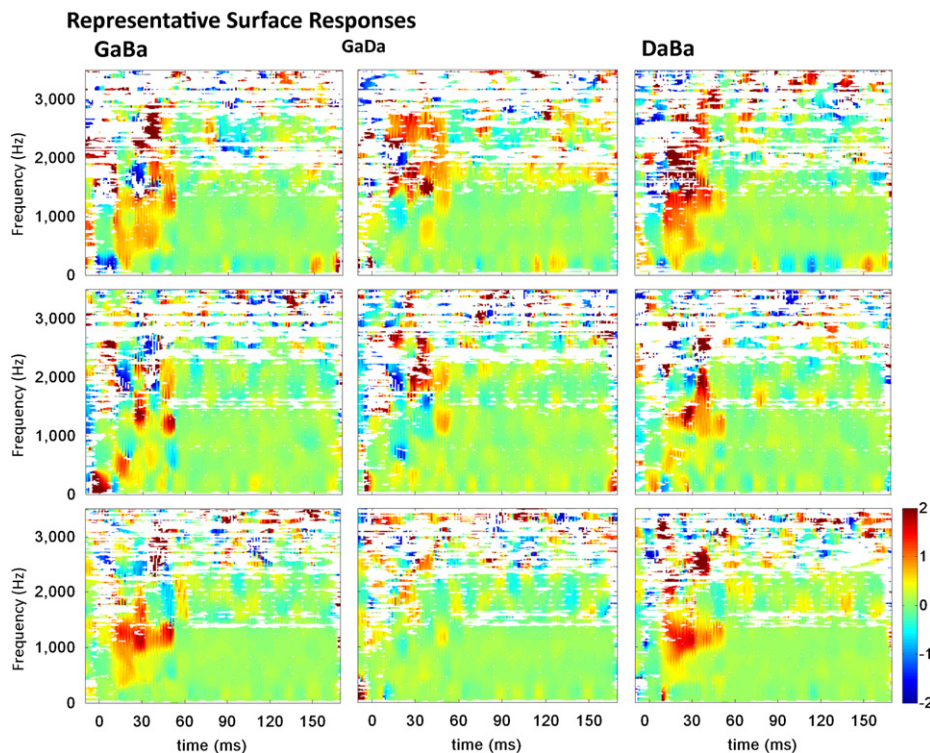 Representative Surface Responses
GaBa
GaDa
DaBa
Frequency (Hz)
3,000
2,000
1,000
0
Frequency (Hz)
3,000
2,000
1,000
0
Frequency (Hz)
3,000
2,000
1,000
0
2
1
0
-1
-2
0 30 60 90 120 150
0 30 60 90 120 150
0 30 60 90 120 150
time (ms)
time (ms)
time (ms)